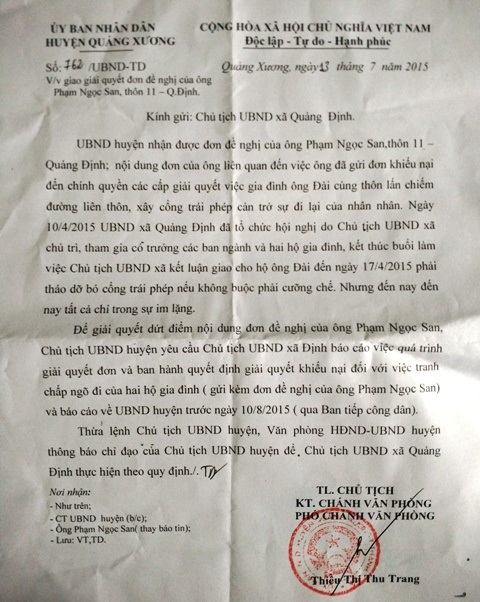 ỦY BAN NHÂN DÂN
HUYỆN QUẢNG XƯƠNG
CỘNG HÒA XÃ HỘI CHỦ NGHĨA VIỆT NAM
Độc lập - Tự do - Hạnh phúc
Số: 762 /UBND-TD
V/v giao giải quyết đơn đề nghị của ông
Phạm Ngọc San, thôn 11 – Q.Định.
Quảng Xương, ngày 13 tháng 7 năm 2015
Kính gửi: Chủ tịch UBND xã Quảng Định.
UBND huyện nhận được đơn đề nghị của ông Phạm Ngọc San,thôn 11 –
Quảng Định; nội dung đơn của ông liên quan đến việc ông đã gửi đơn khiếu nại
đến chính quyền các cấp giải quyết việc gia đình ông Đài cùng thôn lấn chiếm
đường liên thôn, xây cổng trái phép cản trở sự đi lại của nhân nhân. Ngày
10/4/2015 UBND xã Quảng Định đã tổ chức hội nghị do Chủ tịch UBND xã
chủ trì, tham gia cổ trưởng các ban ngành và hai hộ gia đình, kết thúc buổi làm
việc Chủ tịch UBND xã kết luận giao cho hộ ông Đài đến ngày 17/4/2015 phải
tháo dỡ bỏ cổng trái phép nếu không buộc phải cưỡng chế. Nhưng đến nay đến
nay tất cả chỉ trong sự im lặng.
Để giải quyết dứt điểm nội dung đơn đề nghị của ông Phạm Ngọc San,
Chủ tịch UBND huyện yêu cầu Chủ tịch UBND xã Định báo cáo việc quá trình
giải quyết đơn và ban hành quyết định giải quyết khiếu nại đối với việc tranh
chấp ngõ đi của hai hộ gia đình ( gửi kèm đơn đề nghị của ông Phạm Ngọc San)
và báo cáo về UBND huyện trước ngày 10/8/2015 ( qua Ban tiếp công dân).
Thừa lệnh Chủ tịch UBND huyện, Văn phòng HĐND-UBND huyện
thông báo chỉ đạo của Chủ tịch UBND huyện để Chủ tịch UBND xã Quảng
Định thực hiện theo quy định./.
Nơi nhận:
- Như trên;
- CT UBND huyện (b/c);
- Ông Phạm Ngọc San( thay báo tin);
- Lưu: VT,TD.
TL. CHỦ TỊCH
KT. CHÁNH VĂN PHÒNG
PHÓ CHÁNH VĂN PHÒNG
Thiều Thị Thu Trang